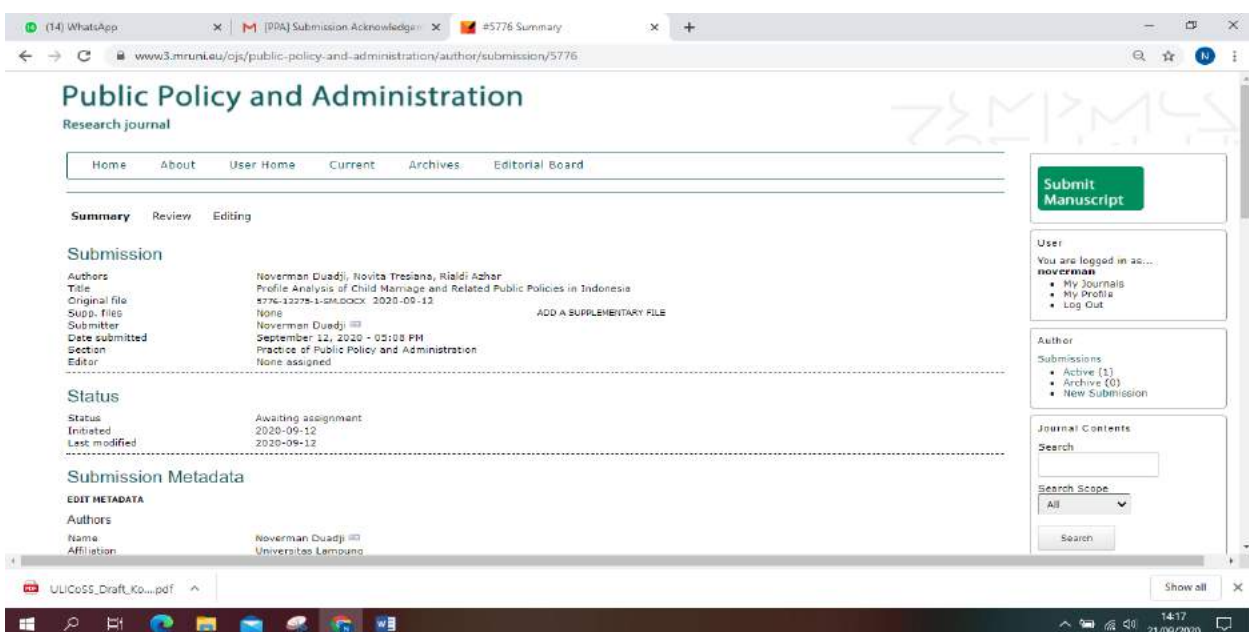 (14) WhatsApp
[PPA] Submission Acknowledgem
#5776 Summary
www3.mruni.eu/ojs/public-policy-and-administration/author/submission/5776
N
Public Policy and Administration
Research journal
Home About User Home Current Archives Editorial Board
Summary Review Editing
Submission
Authors Noverman Duadji, Novita Tresiana, Rialdi Azhar
Title Profile Analysis of Child Marriage and Related Public Policies in Indonesia
Original file 5776-12275-1-SM.DOCX 2020-09-12
Supp. files None ADD A SUPPLEMENTARY FILE
Submitter Noverman Duadji
Date submitted September 12, 2020 - 05:08 PM
Section Practice of Public Policy and Administration
Editor None assigned
Status
Status Awaiting assignment
Initiated 2020-09-12
Last modified 2020-09-12
Submission Metadata
EDIT METADATA
Authors
Name Noverman Duadji
Affiliation Universitas Lampung
Submit
Manuscript
User
You are logged in as...
noverman
My Journals
My Profile
Log Out
Author
Submissions
Active (1)
Archive (0)
New Submission
Journal Contents
Search
Search Scope
All
Search
ULICoSS_Draft_Ko....pdf
Show all
14:17
21/09/2020